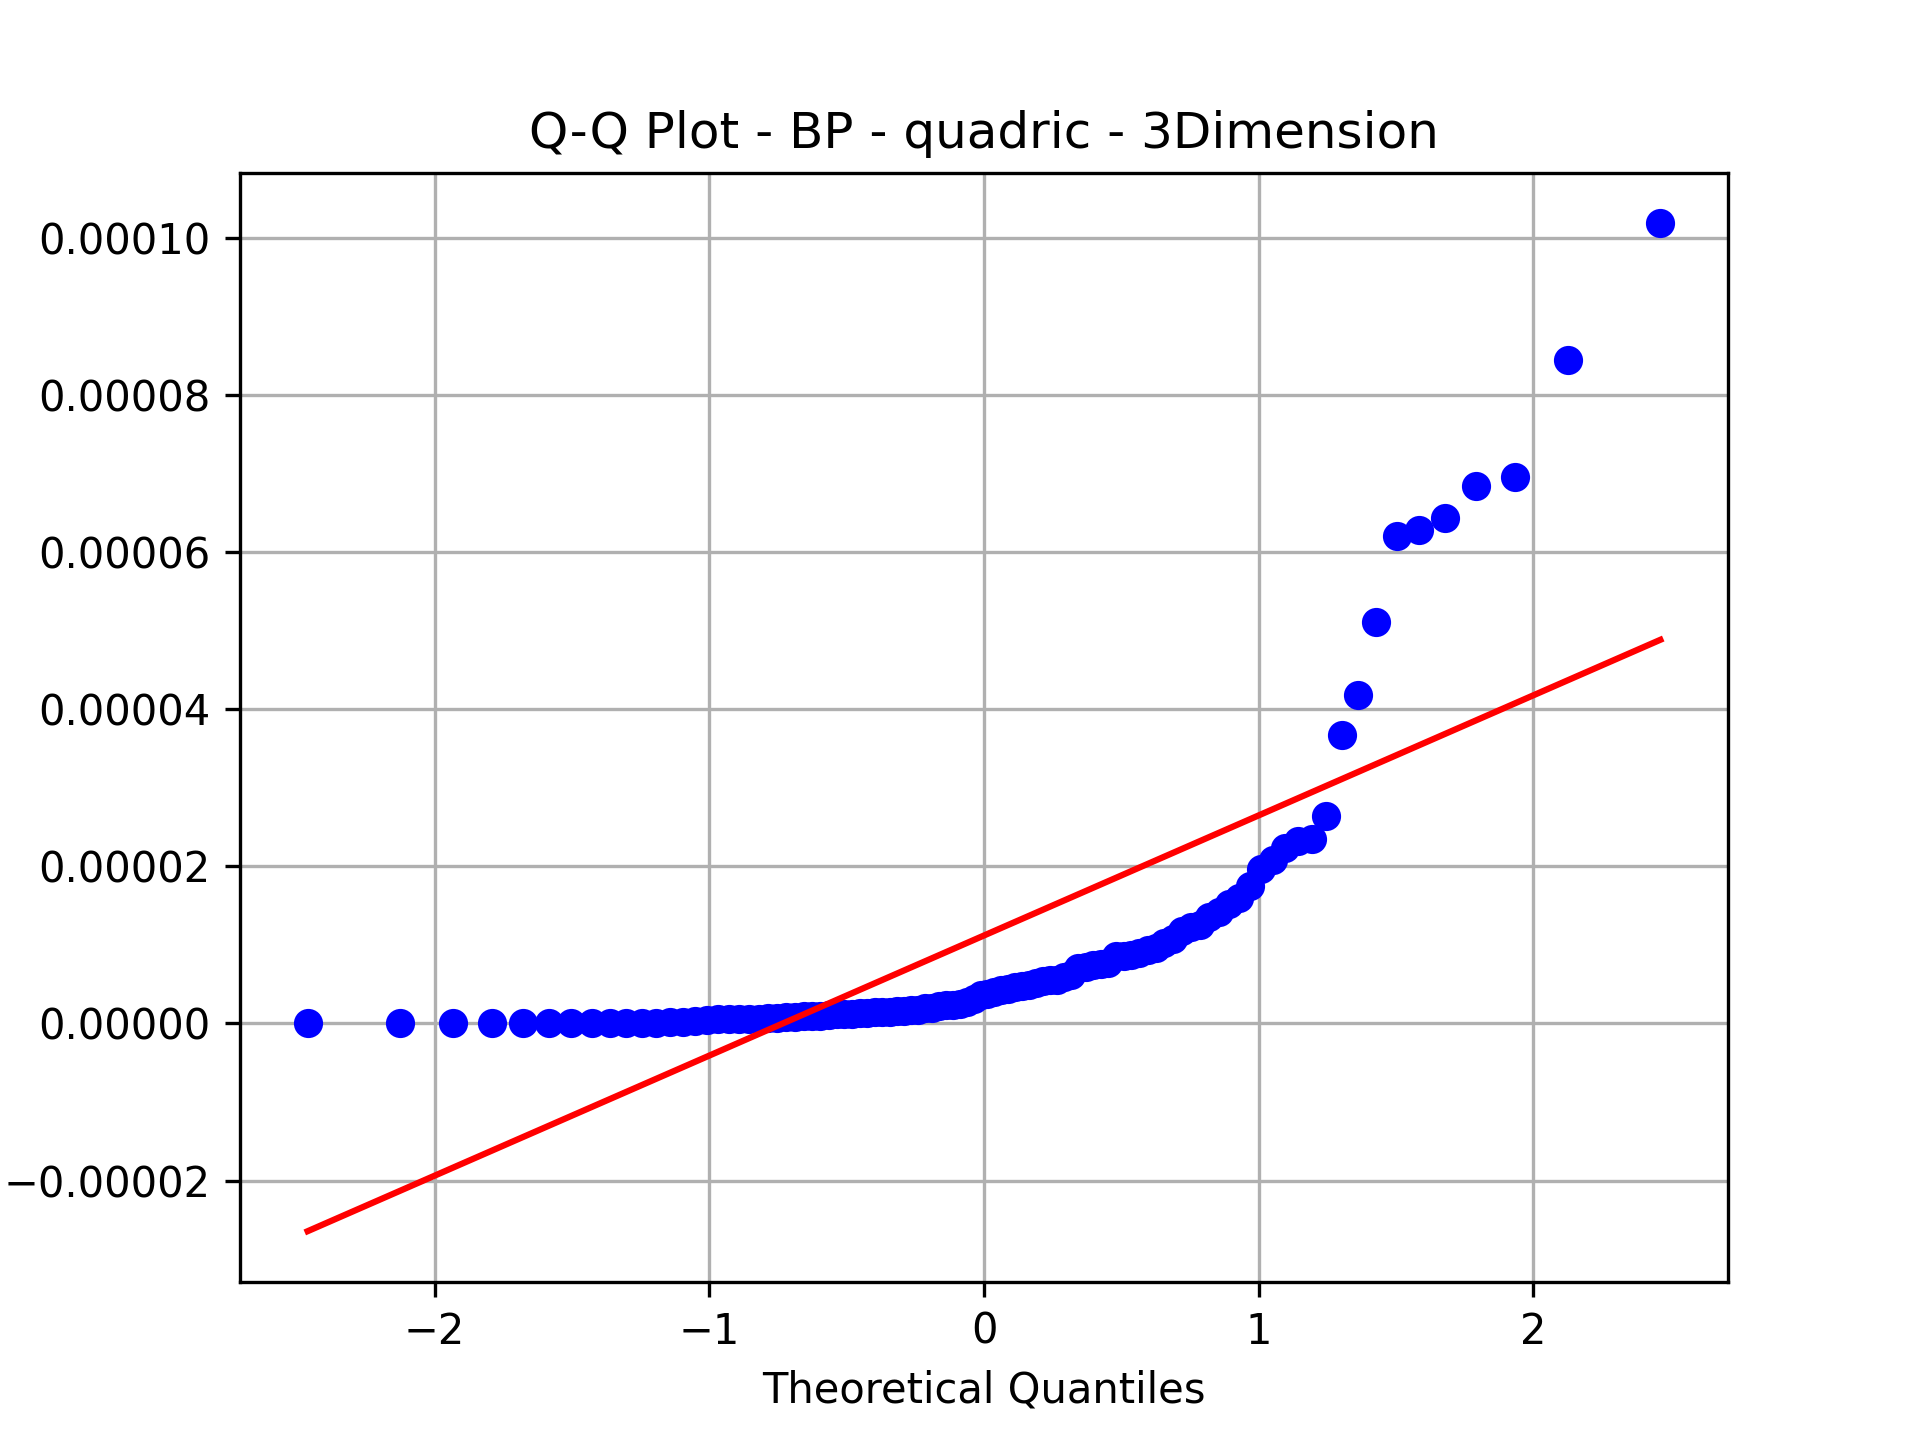 Q-Q Plot - BP - quadric - 3Dimension
0.00010
0.00008
0.00006
0.00004
0.00002
0.00000
−0.00002
−2 −1 0 1 2
Theoretical Quantiles